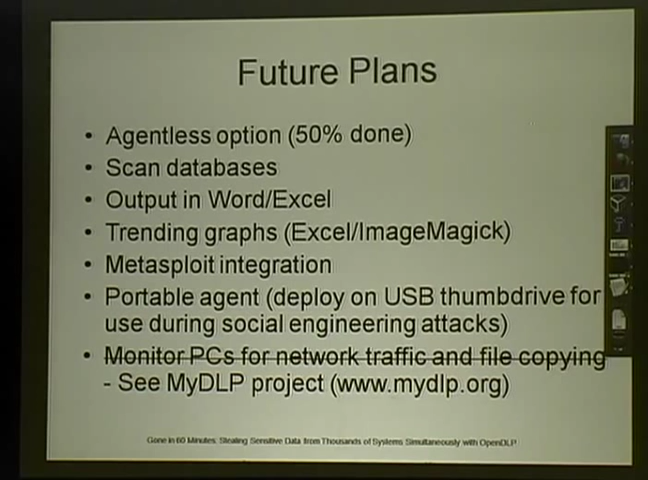 Future Plans
• Agentless option (50% done)
• Scan databases
• Output in Word/Excel
• Trending graphs (Excel/ImageMagick)
• Metasploit integration
• Portable agent (deploy on USB thumbdrive for
use during social engineering attacks)
• Monitor PCs for network traffic and file copying
- See MyDLP project (www.mydlp.org)
Gone in 60 Minutes: Stealing Sensitive Data from Thousands of Systems Simultaneously with OpenDLP